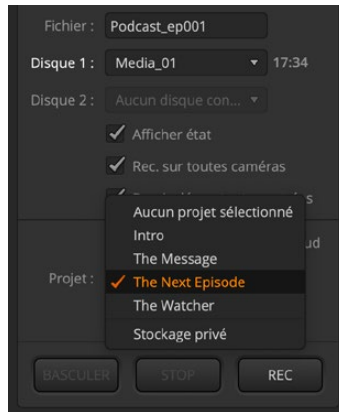 Fichier : Podcast_ep001
Disque 1 : Media_01 17:34
Disque 2 : Aucun disque con...
Afficher état
Rec. sur toutes caméras
Aucun projet sélectionné
Intro
The Message
Projet : The Next Episode
The Watcher
Stockage privé
BASCULER STOP REC